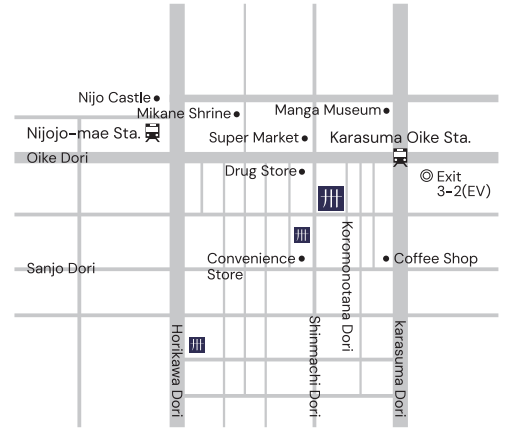 Nijo Castle
Mikane Shrine
Manga Museum
Nijojo-mae Sta.
Super Market
Karasuma Oike Sta.
Oike Dori
Drug Store
Exit
3-2(EV)
Koromonotana Dori
Convenience
Store
Coffee Shop
Sanjo Dori
Horikawa Dori
Shinmachi Dori
karasuma Dori